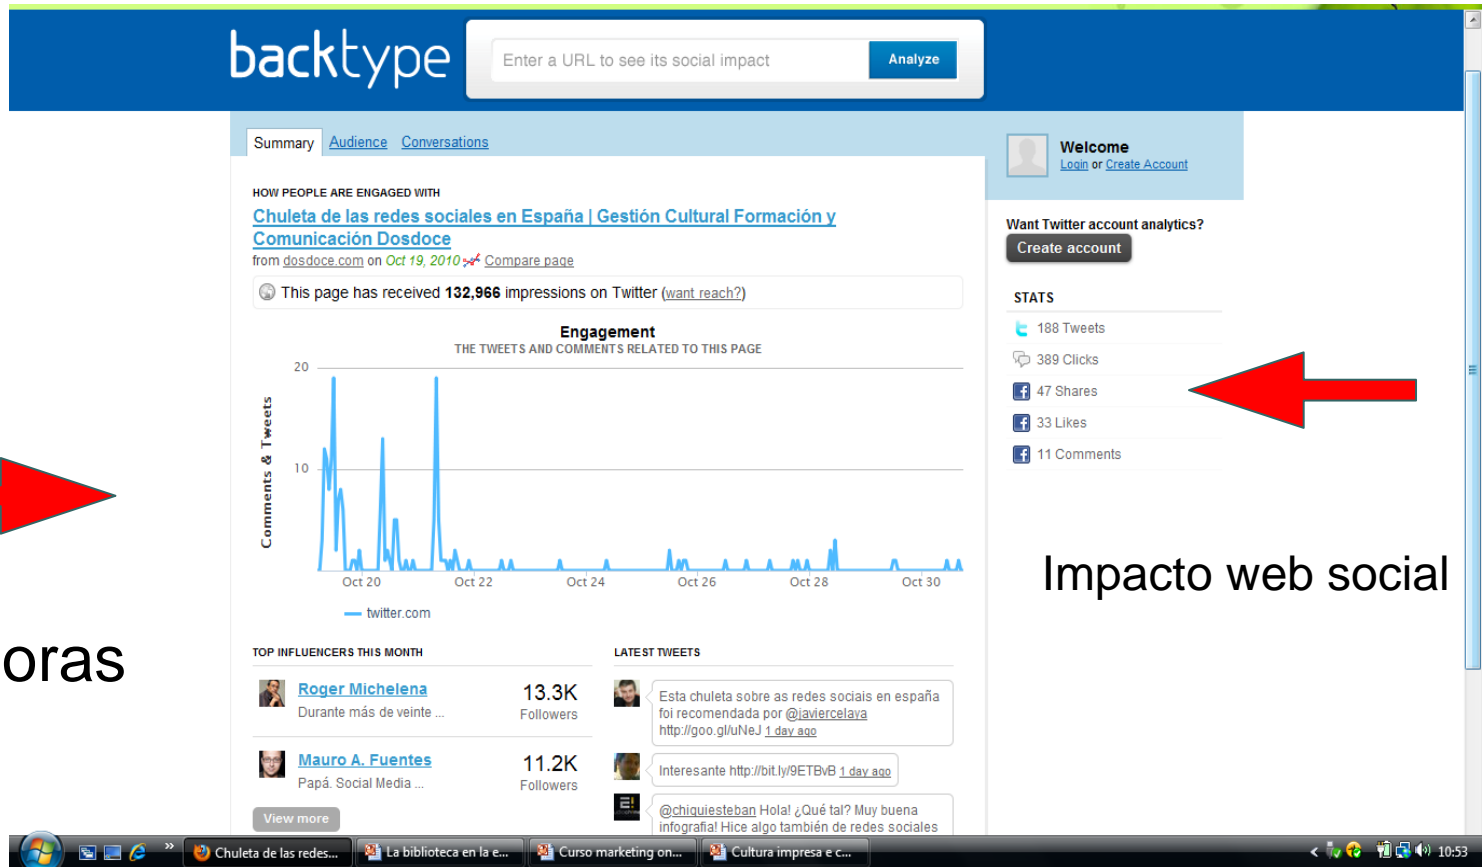 backtype
Enter a URL to see its social impact
Analyze
Summary Audience Conversations
Welcome
Login or Create Account
HOW PEOPLE ARE ENGAGED WITH
Chuleta de las redes sociales en España | Gestión Cultural Formación y
Comunicación Dosdoce
from dosdoce.com on Oct 19, 2010 Compare page
This page has received 132,966 impressions on Twitter (want reach?)
Want Twitter account analytics?
Create account
STATS
188 Tweets
389 Clicks
47 Shares
33 Likes
11 Comments
Engagement
THE TWEETS AND COMMENTS RELATED TO THIS PAGE
20
10
Comments & Tweets
Oct 20 Oct 22 Oct 24 Oct 26 Oct 28 Oct 30
twitter.com
Impacto web social
oras
TOP INFLUENCERS THIS MONTH
Roger Michelena
Durante más de veinte ...
13.3K
Followers
Mauro A. Fuentes
Papá. Social Media ...
11.2K
Followers
View more
LATEST TWEETS
Esta chuleta sobre as redes sociais en españa
foi recomendada por @javiercelaya
http://goo.gl/uNeJ 1 day ago
Interesante http://bit.ly/9ETBvB 1 day ago
@chiquiesteban Hola! ¿Qué tal? Muy buena
infografia! Hice algo también de redes sociales
Chuleta de las redes...
La biblioteca en la e...
Curso marketing on...
Cultura impresa e c...
10:53